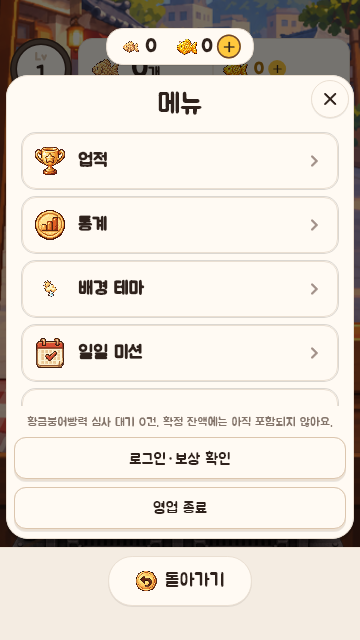 0 0 +
Lv
1 0개 0 +
메뉴
업적
통계
배경 테마
일일 미션
황금붕어빵력 심사 대기 0건, 확정 잔액에는 아직 포함되지 않아요.
로그인·보상 확인
영업 종료
돌아가기